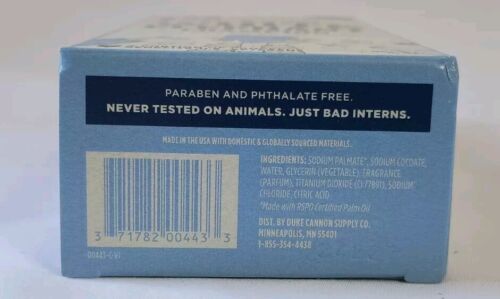 PARABEN AND PHTHALATE FREE.
NEVER TESTED ON ANIMALS. JUST BAD INTERNS.
MADE IN THE USA WITH DOMESTIC & GLOBALLY SOURCED MATERIALS.
INGREDIENTS: SODIUM PALMATE*, SODIUM COCOATE,
WATER, GLYCERIN (VEGETABLE), FRAGRANCE
(PARFUM), TITANIUM DIOXIDE (CI 77891), SODIUM
CHLORIDE, CITRIC ACID
*Made with RSPO Certified Palm Oil
DIST. BY DUKE CANNON SUPPLY CO.
MINNEAPOLIS, MN 55401
1-855-354-4438
3 71782 00443 3
00443-C-V1